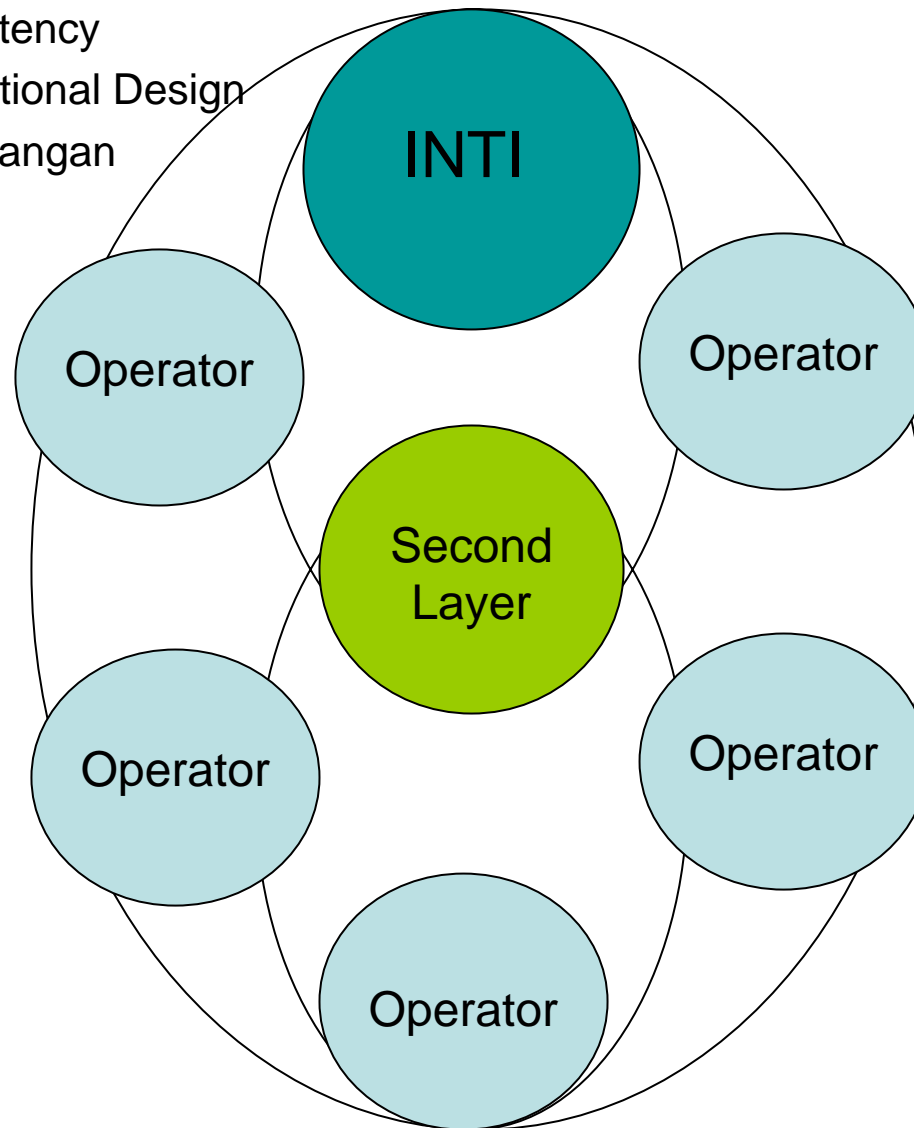 tency
tional Design
angan
INTI
Operator
Operator
Second
Layer
Operator
Operator
Operator